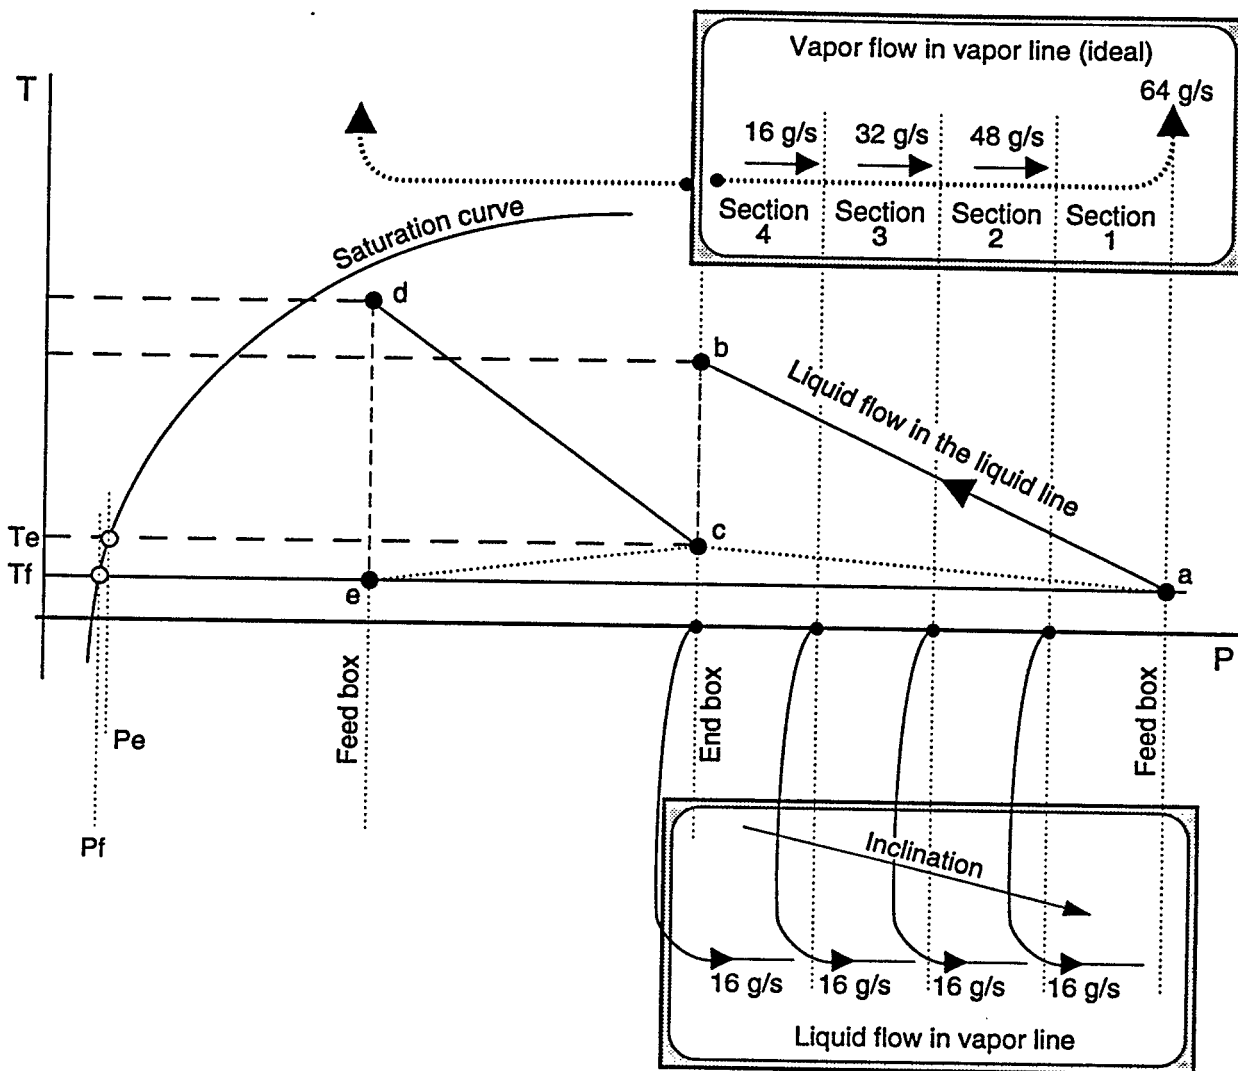 Vapor flow in vapor line (ideal)
64 g/s
16 g/s
32 g/s
48 g/s
Section
4
Section
3
Section
2
Section
1
T
Saturation curve
d
b
Liquid flow in the liquid line
Te
c
Tf
e
a
P
Feed box
End box
Feed box
Pe
Pf
Inclination
16 g/s
16 g/s
16 g/s
16 g/s
Liquid flow in vapor line